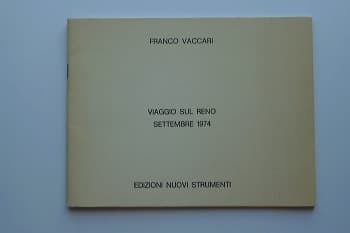 FRANCO VACCARI
VIAGGIO SUL RENO
SETTEMBRE 1974
EDIZIONI NUOVI STRUMENTI